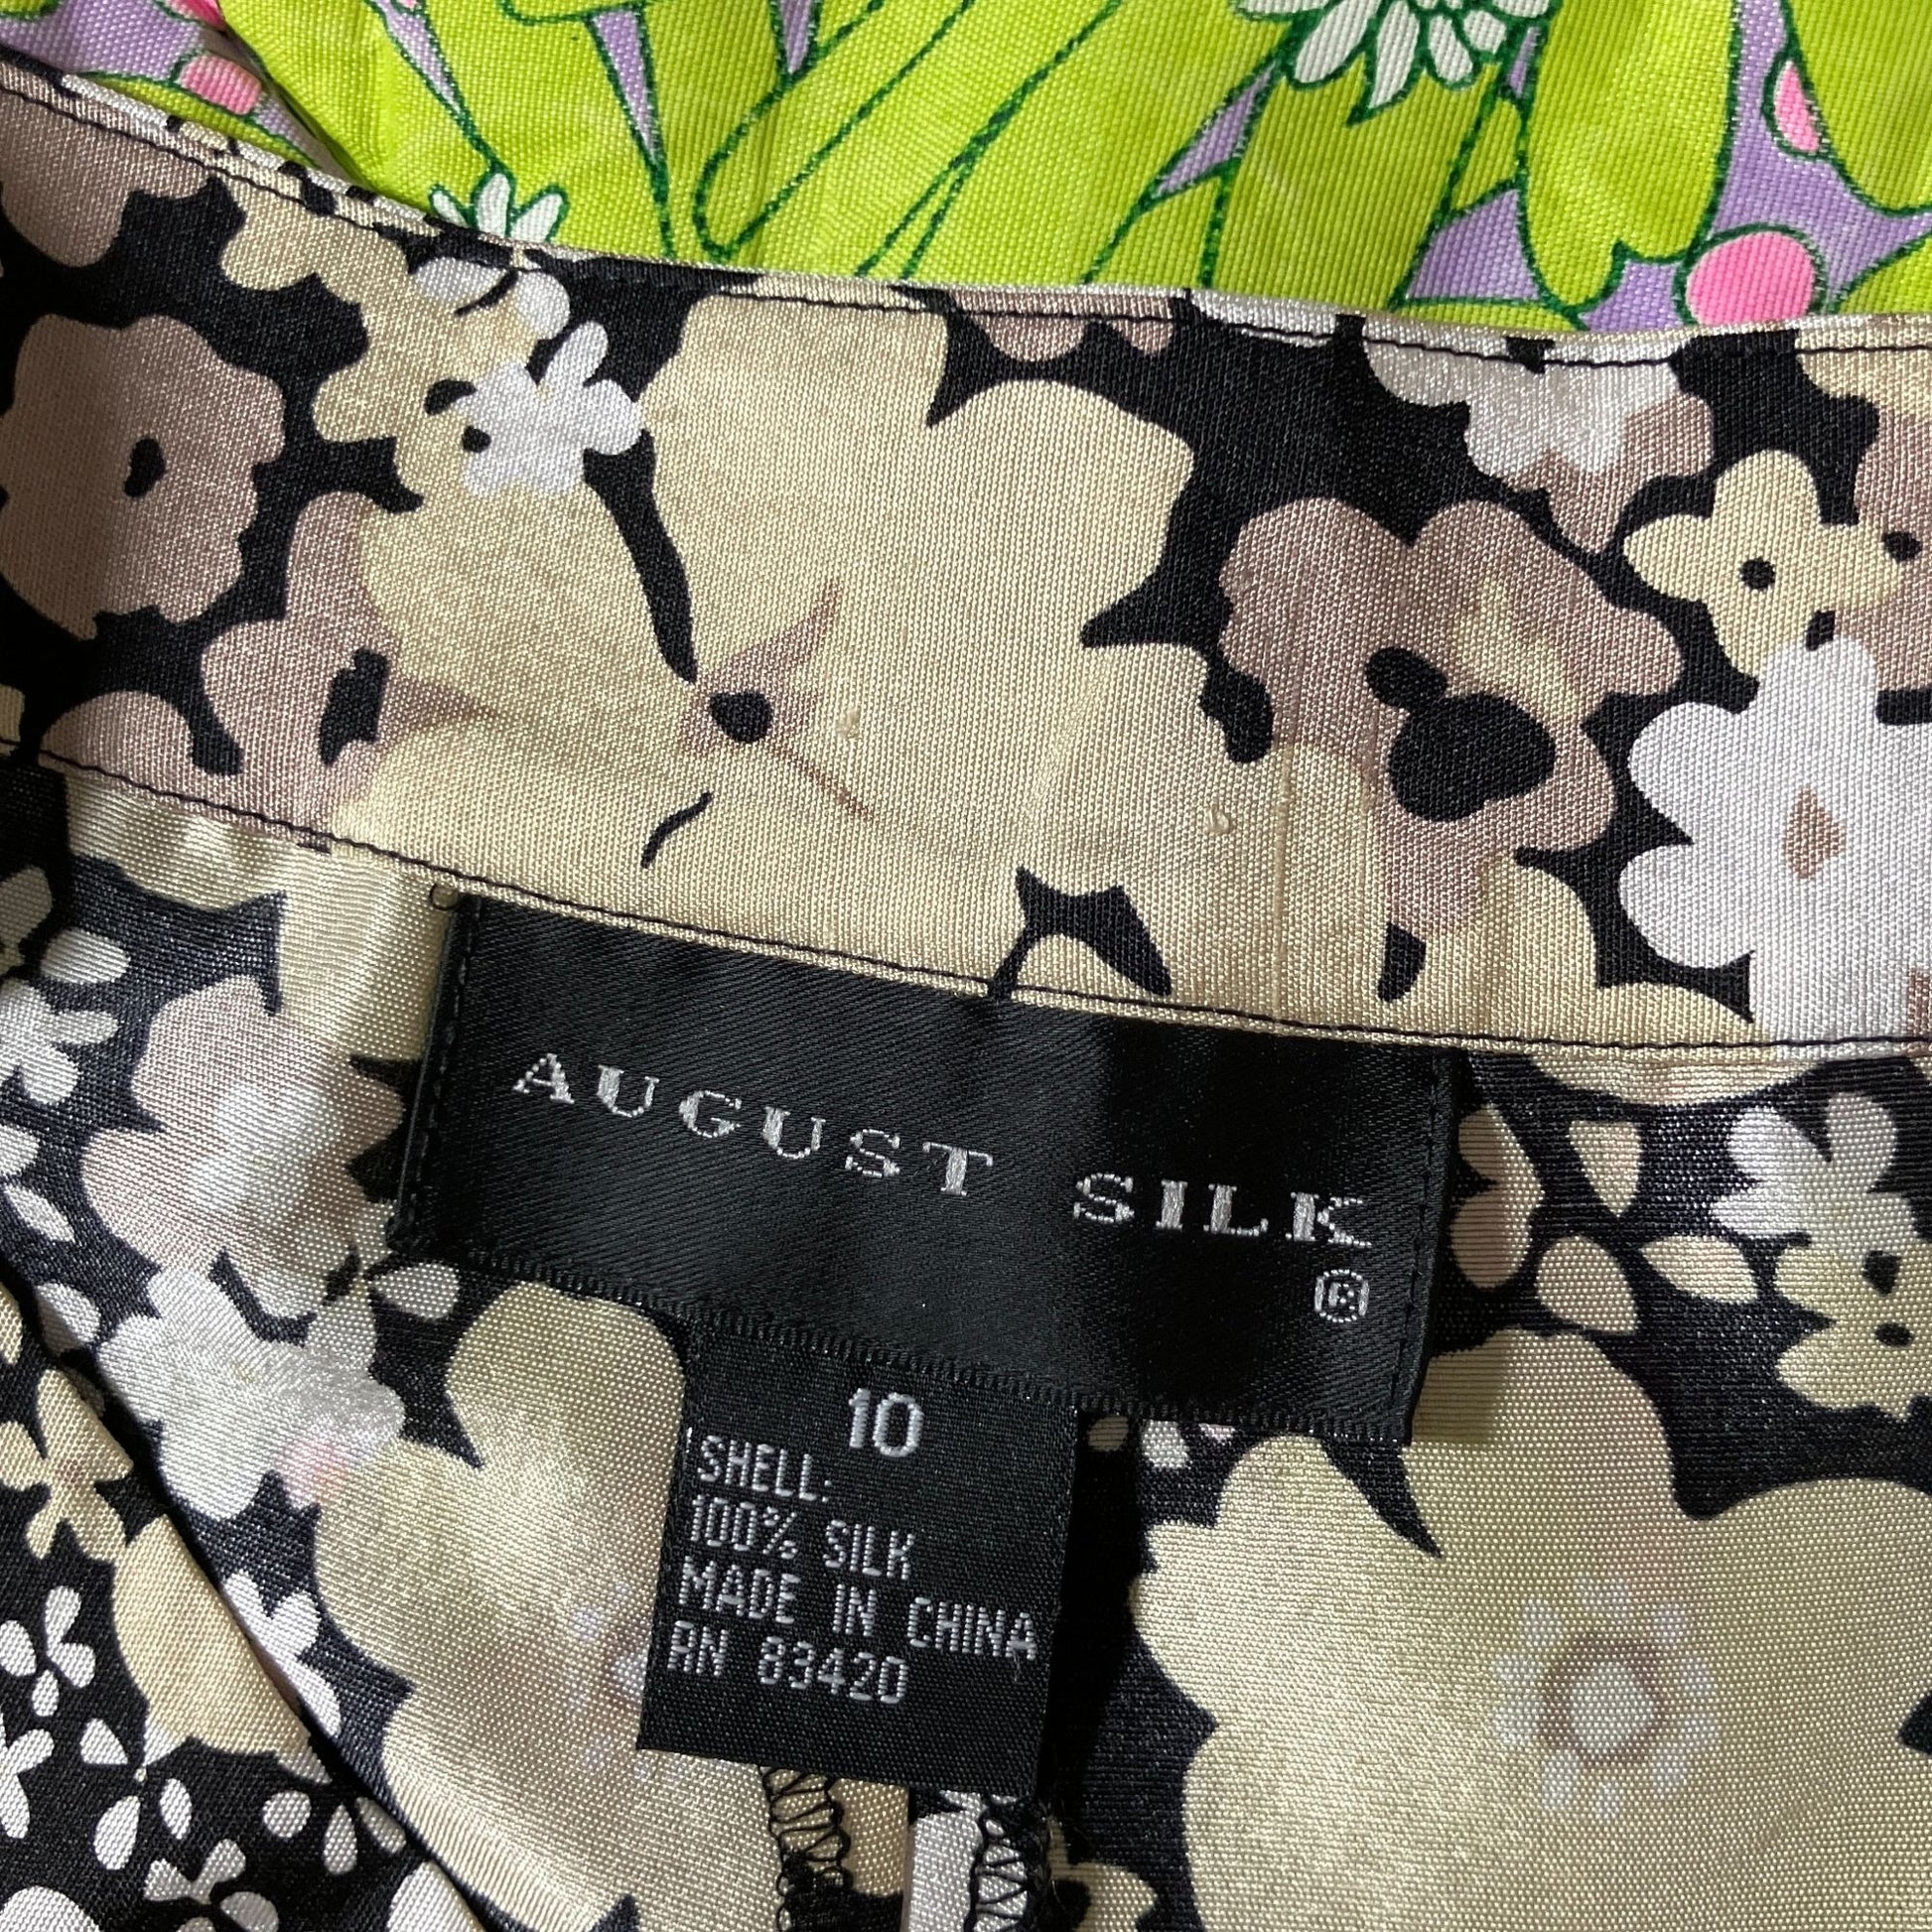 AUGUST SILK
®
10
SHELL:
100% SILK
MADE IN CHINA
RN 83420